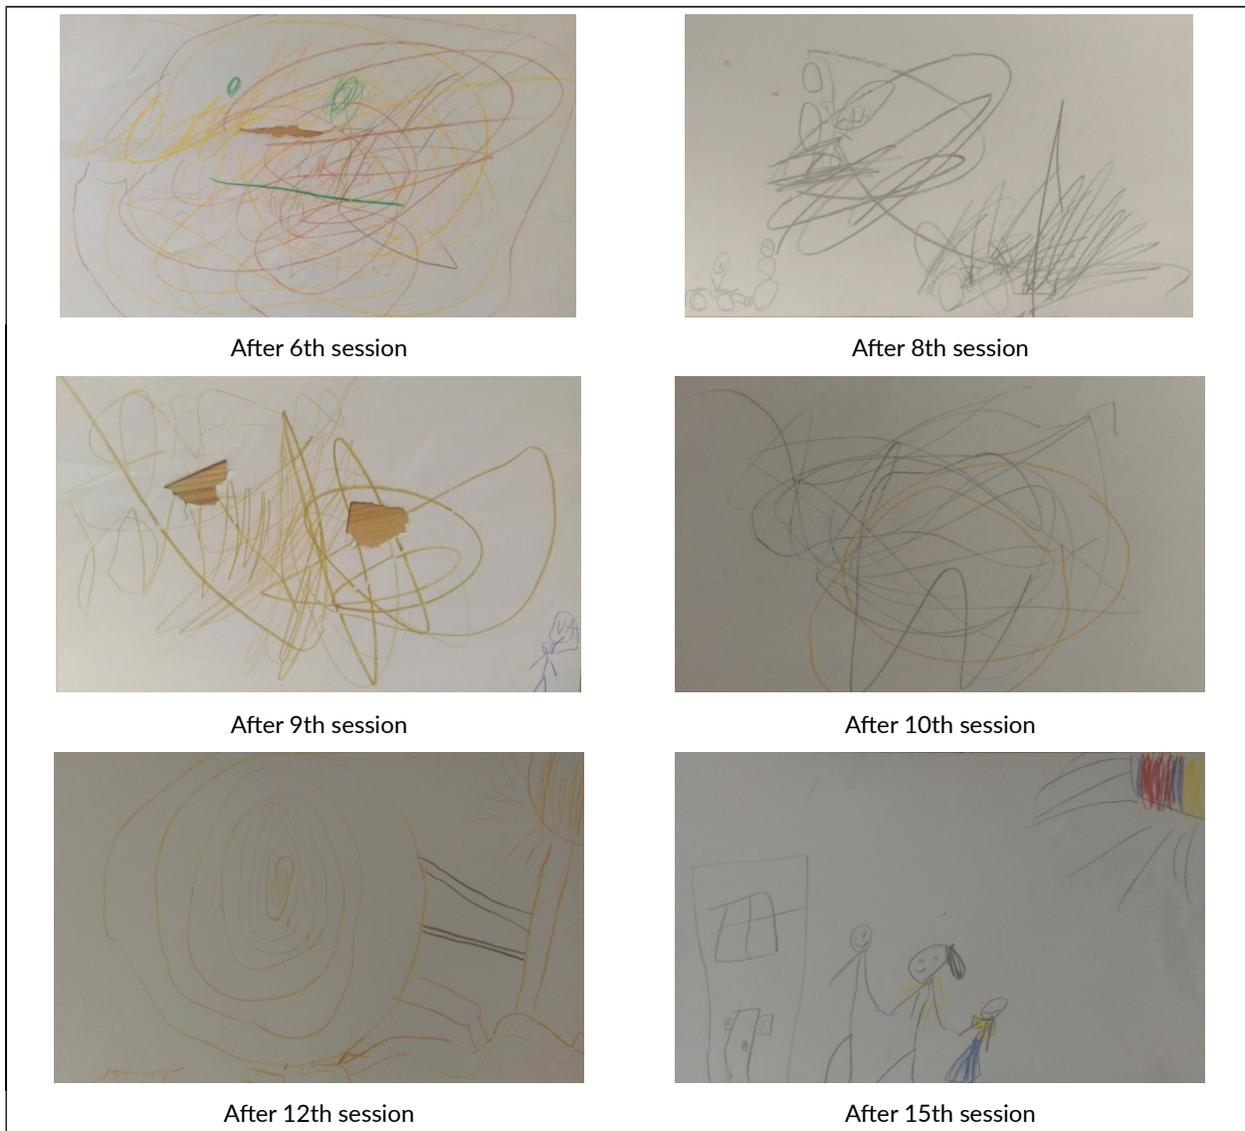 After 6th session
After 8th session
After 9th session
After 10th session
After 12th session
After 15th session